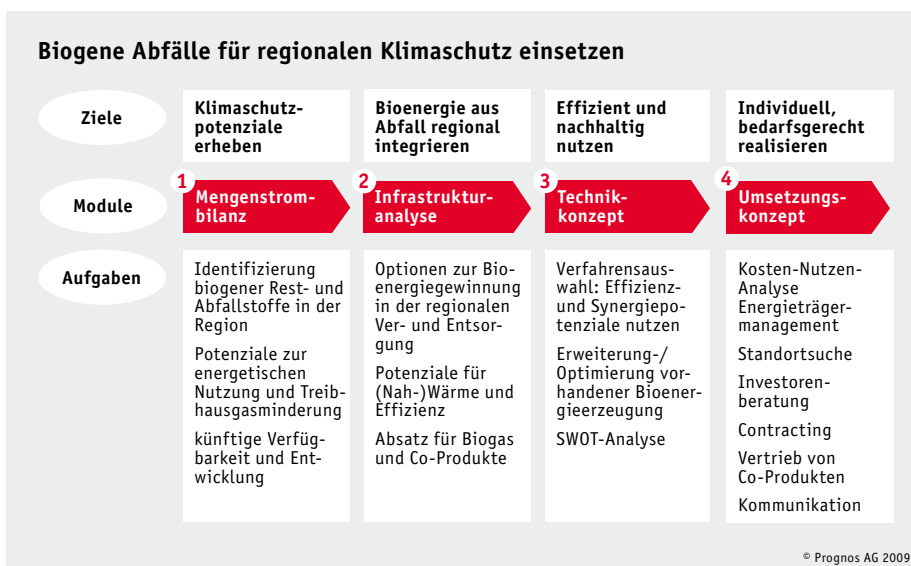 Biogene Abfälle für regionalen Klimaschutz einsetzen
Ziele
Klimaschutz-
potenziale
erheben
Bioenergie aus
Abfall regional
integrieren
Effizient und
nachhaltig
nutzen
Individuell,
bedarfsgerecht
realisieren
Module
1
Mengenstrom-
bilanz
2
Infrastruktur-
analyse
3
Technik-
konzept
4
Umsetzungs-
konzept
Aufgaben
Identifizierung
biogener Rest- und
Abfallstoffe in der
Region
Potenziale zur
energetischen
Nutzung und Treib-
hausgasminderung
künftige Verfüg-
barkeit und Ent-
wicklung
Optionen zur Bio-
energiegewinnung
in der regionalen
Ver- und Entsor-
gung
Potenziale für
(Nah-)Wärme und
Effizienz
Absatz für Biogas
und Co-Produkte
Verfahrensaus-
wahl: Effizienz-
und Synergiepo-
tenziale nutzen
Erweiterung-/
Optimierung vor-
handener Bioener-
gieerzeugung
SWOT-Analyse
Kosten-Nutzen-
Analyse
Energieträger-
management
Standortsuche
Investoren-
beratung
Contracting
Vertrieb von
Co-Produkten
Kommunikation
© Prognos AG 2009